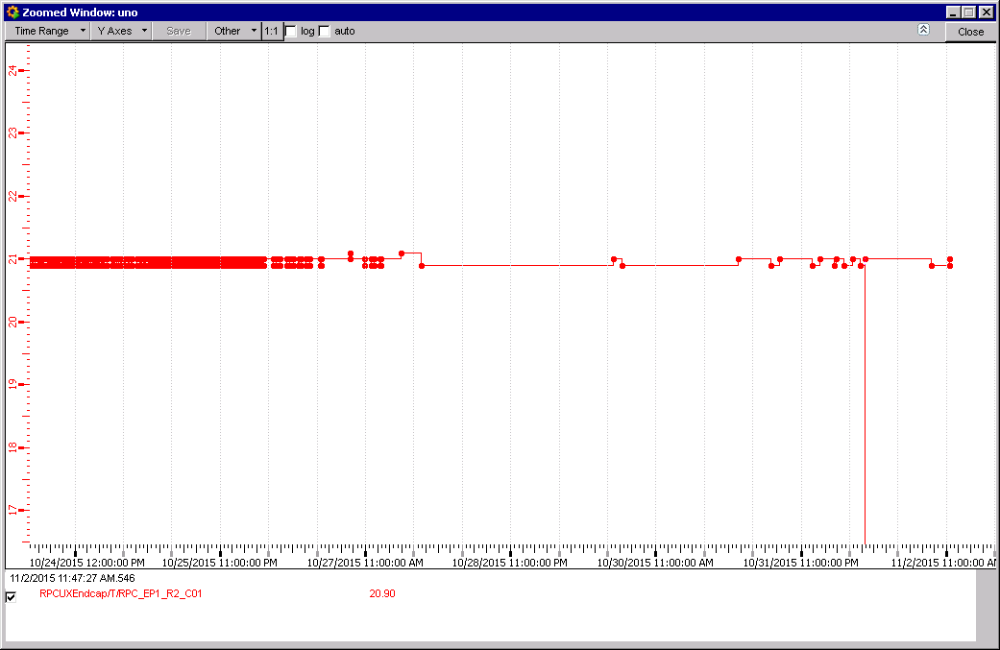 Zoomed Window: uno
Time Range Y Axes Save Other 1:1 log auto Close
24
23
22
21
20
19
18
17
10/24/2015 12:00:00 PM 10/25/2015 11:00:00 PM 10/27/2015 11:00:00 AM 10/28/2015 11:00:00 PM 10/30/2015 11:00:00 AM 10/31/2015 11:00:00 PM 11/2/2015 11:00:00 AM
11/2/2015 11:47:27 AM.546
RPCUXEndcap/T/RPC_EP1_R2_C01 20.90